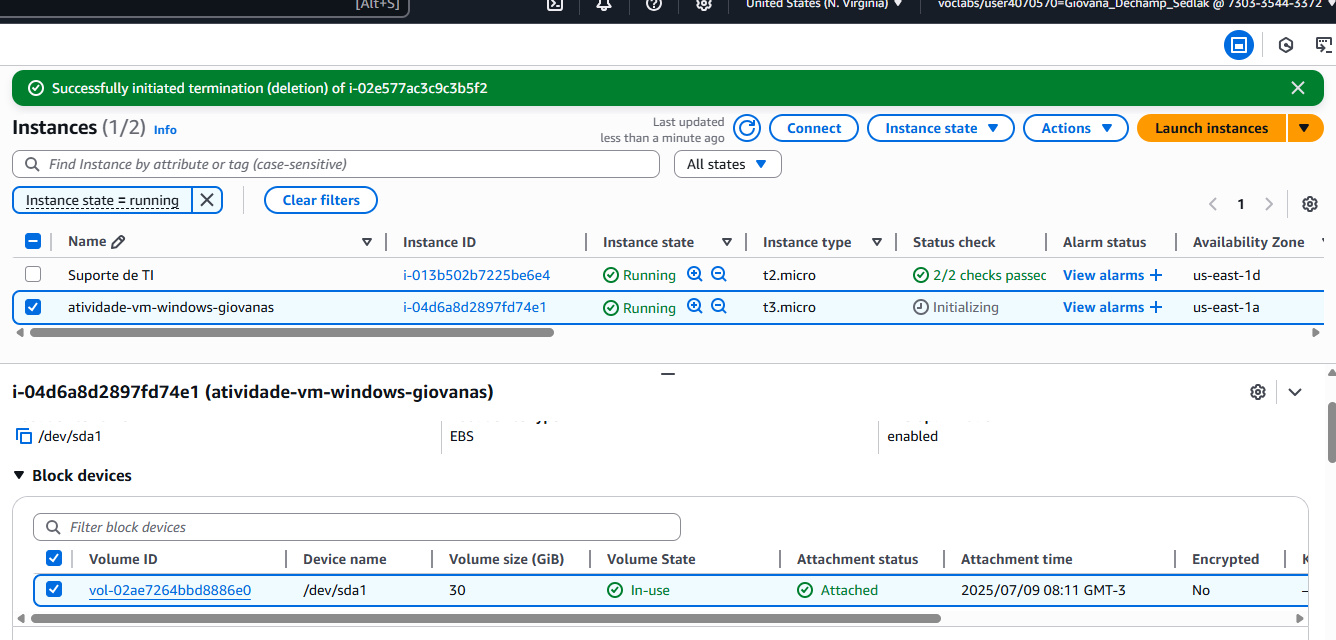 [Alt+S]
United States (N. Virginia)
voclabs/user4070570=Giovana_Dechamp_Sedlak @ 7303-3544-3372
Successfully initiated termination (deletion) of i-02e577ac3c9c3b5f2
Instances (1/2) Info
Last updated
less than a minute ago
Connect
Instance state
Actions
Launch instances
Find Instance by attribute or tag (case-sensitive)
All states
Instance state = running
Clear filters
1
Name Instance ID Instance state Instance type Status check Alarm status Availability Zone
Suporte de TI i-013b502b7225be6e4 Running t2.micro 2/2 checks passec View alarms + us-east-1d
atividade-vm-windows-giovanas i-04d6a8d2897fd74e1 Running t3.micro Initializing View alarms + us-east-1a
i-04d6a8d2897fd74e1 (atividade-vm-windows-giovanas)
/dev/sda1 EBS enabled
Block devices
Filter block devices
Volume ID Device name Volume size (GiB) Volume State Attachment status Attachment time Encrypted K
vol-02ae7264bbd8886e0 /dev/sda1 30 In-use Attached 2025/07/09 08:11 GMT-3 No –